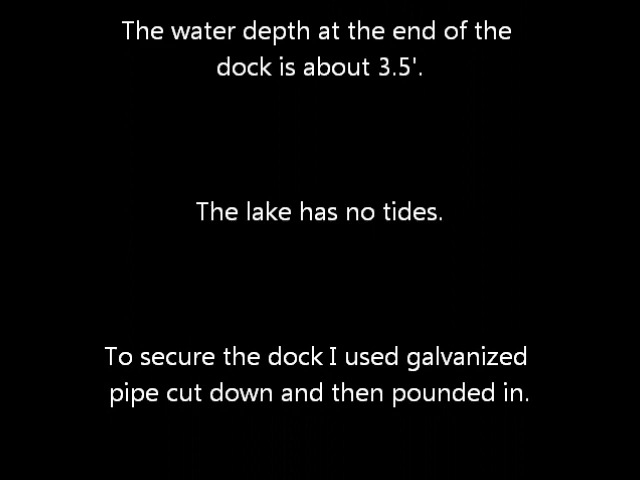 The water depth at the end of the
dock is about 3.5'.
The lake has no tides.
To secure the dock I used galvanized
pipe cut down and then pounded in.